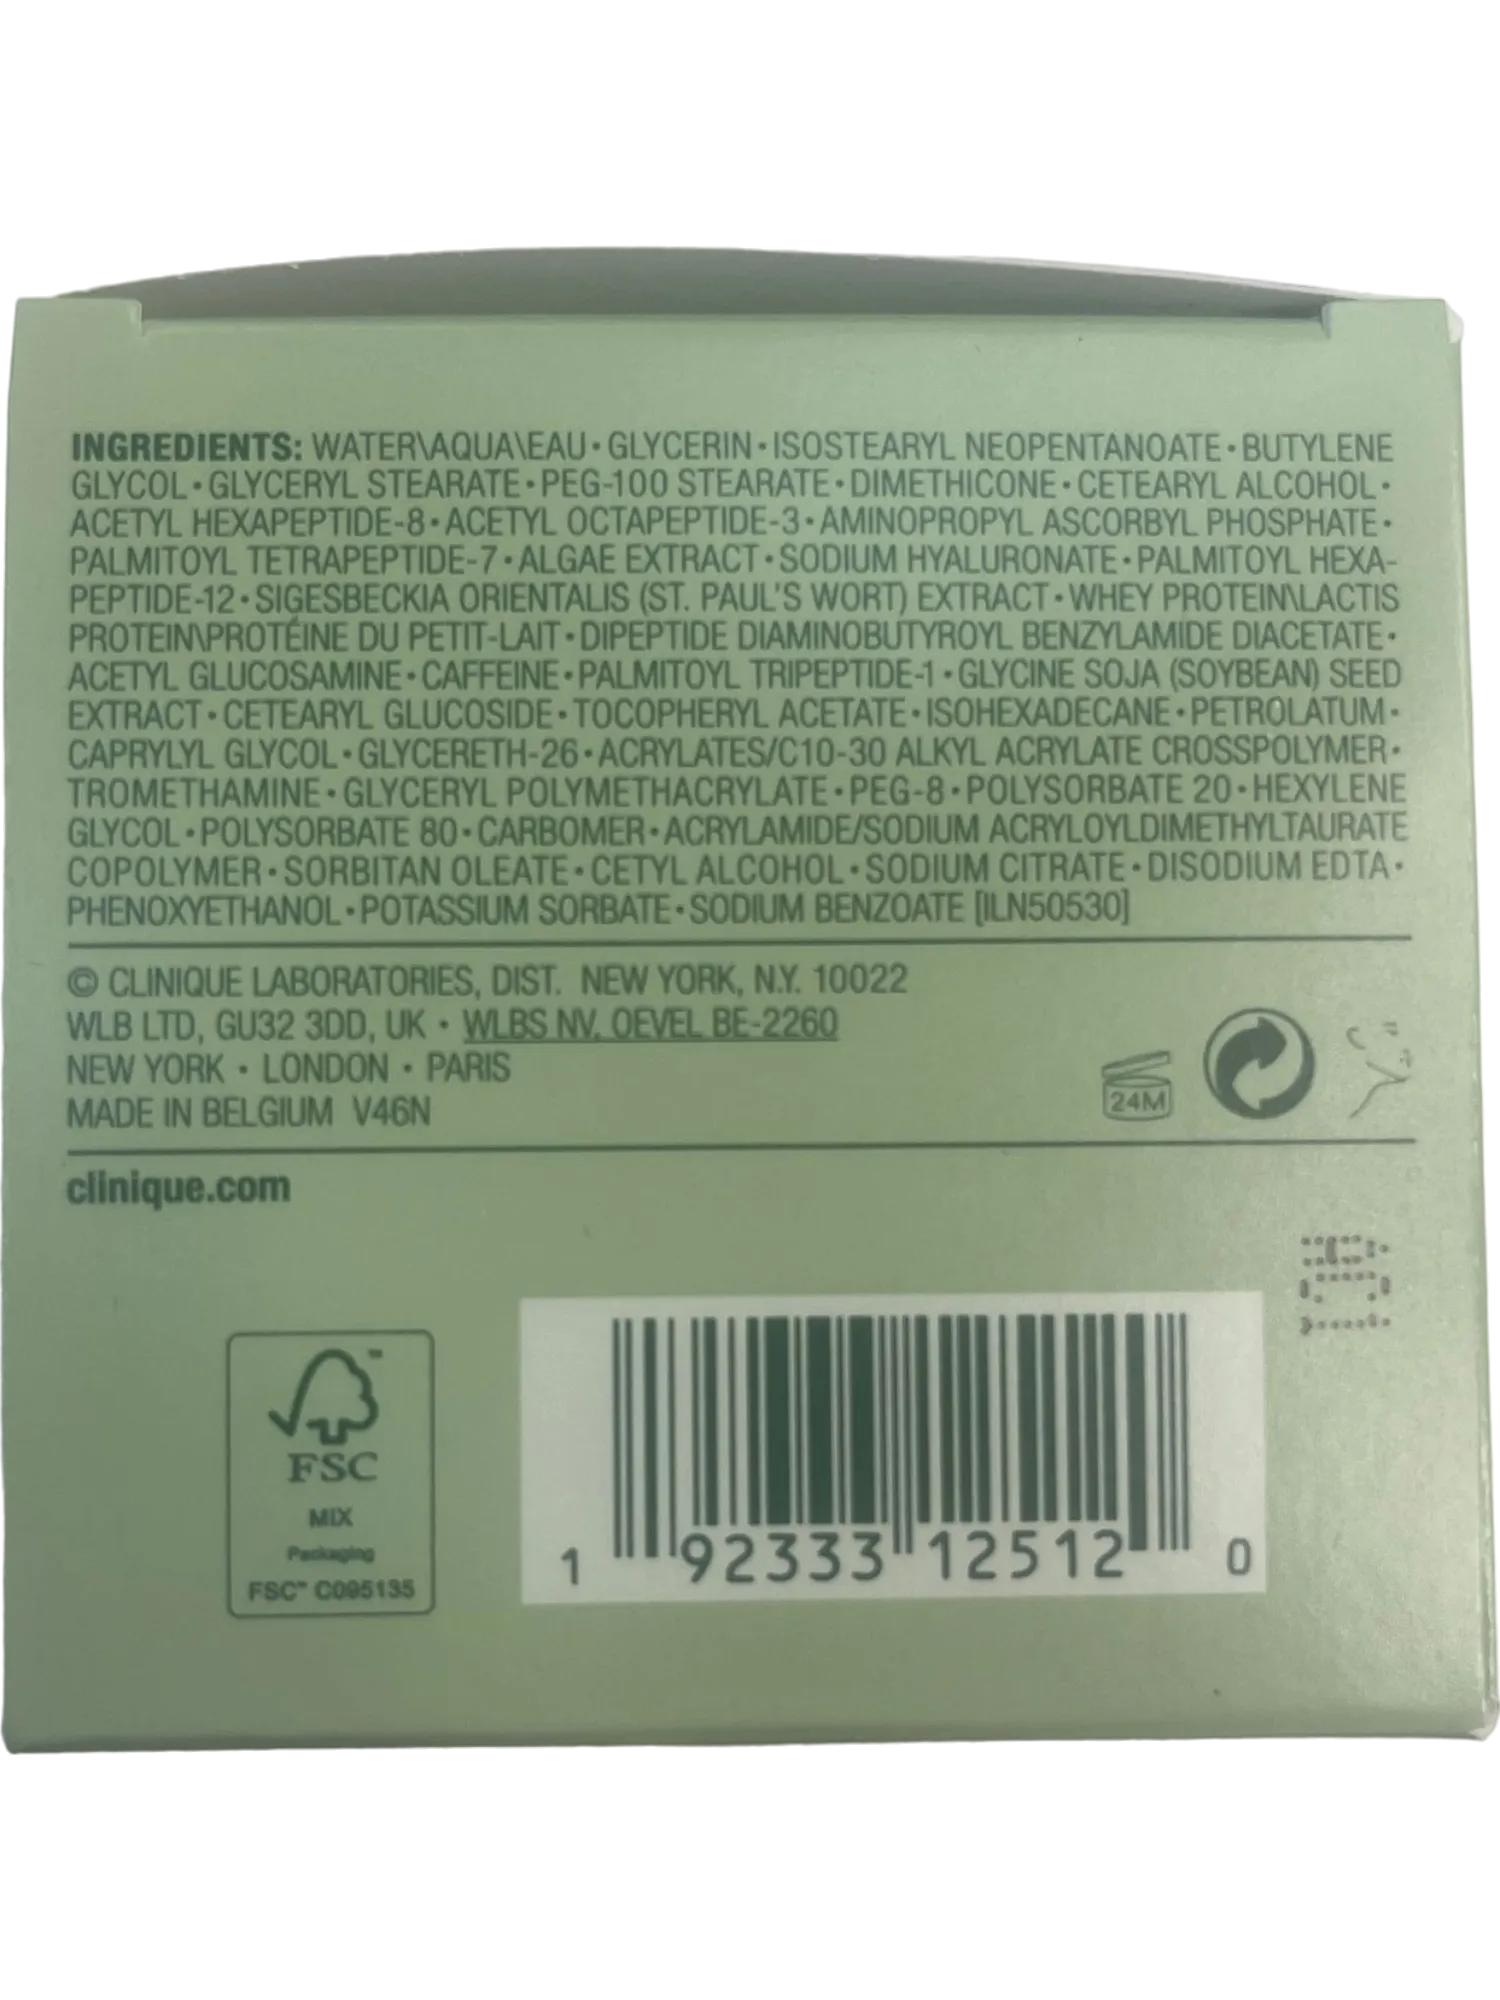 INGREDIENTS: WATER\AQUA\EAU • GLYCERIN • ISOSTEARYL NEOPENTANOATE • BUTYLENE
GLYCOL • GLYCERYL STEARATE • PEG-100 STEARATE • DIMETHICONE • CETEARYL ALCOHOL •
ACETYL HEXAPEPTIDE-8 • ACETYL OCTAPEPTIDE-3 • AMINOPROPYL ASCORBYL PHOSPHATE •
PALMITOYL TETRAPEPTIDE-7 • ALGAE EXTRACT • SODIUM HYALURONATE • PALMITOYL HEXA-
PEPTIDE-12 • SIGESBECKIA ORIENTALIS (ST. PAUL'S WORT) EXTRACT • WHEY PROTEIN\LACTIS
PROTEIN\PROTÉINE DU PETIT-LAIT • DIPEPTIDE DIAMINOBUTYROYL BENZYLAMIDE DIACETATE •
ACETYL GLUCOSAMINE • CAFFEINE • PALMITOYL TRIPEPTIDE-1 • GLYCINE SOJA (SOYBEAN) SEED
EXTRACT • CETEARYL GLUCOSIDE • TOCOPHERYL ACETATE • ISOHEXADECANE • PETROLATUM •
CAPRYLYL GLYCOL • GLYCERETH-26 • ACRYLATES/C10-30 ALKYL ACRYLATE CROSSPOLYMER •
TROMETHAMINE • GLYCERYL POLYMETHACRYLATE • PEG-8 • POLYSORBATE 20 • HEXYLENE
GLYCOL • POLYSORBATE 80 • CARBOMER • ACRYLAMIDE/SODIUM ACRYLOYLDIMETHYLTAURATE
COPOLYMER • SORBITAN OLEATE • CETYL ALCOHOL • SODIUM CITRATE • DISODIUM EDTA •
PHENOXYETHANOL • POTASSIUM SORBATE • SODIUM BENZOATE [ILN50530]
© CLINIQUE LABORATORIES, DIST. NEW YORK, N.Y. 10022
WLB LTD, GU32 3DD, UK • WLBS NV, OEVEL BE-2260
NEW YORK • LONDON • PARIS
MADE IN BELGIUM V46N
24M
clinique.com
FSC
MIX
Packaging
FSC™ C095135
1 92333 12512 0